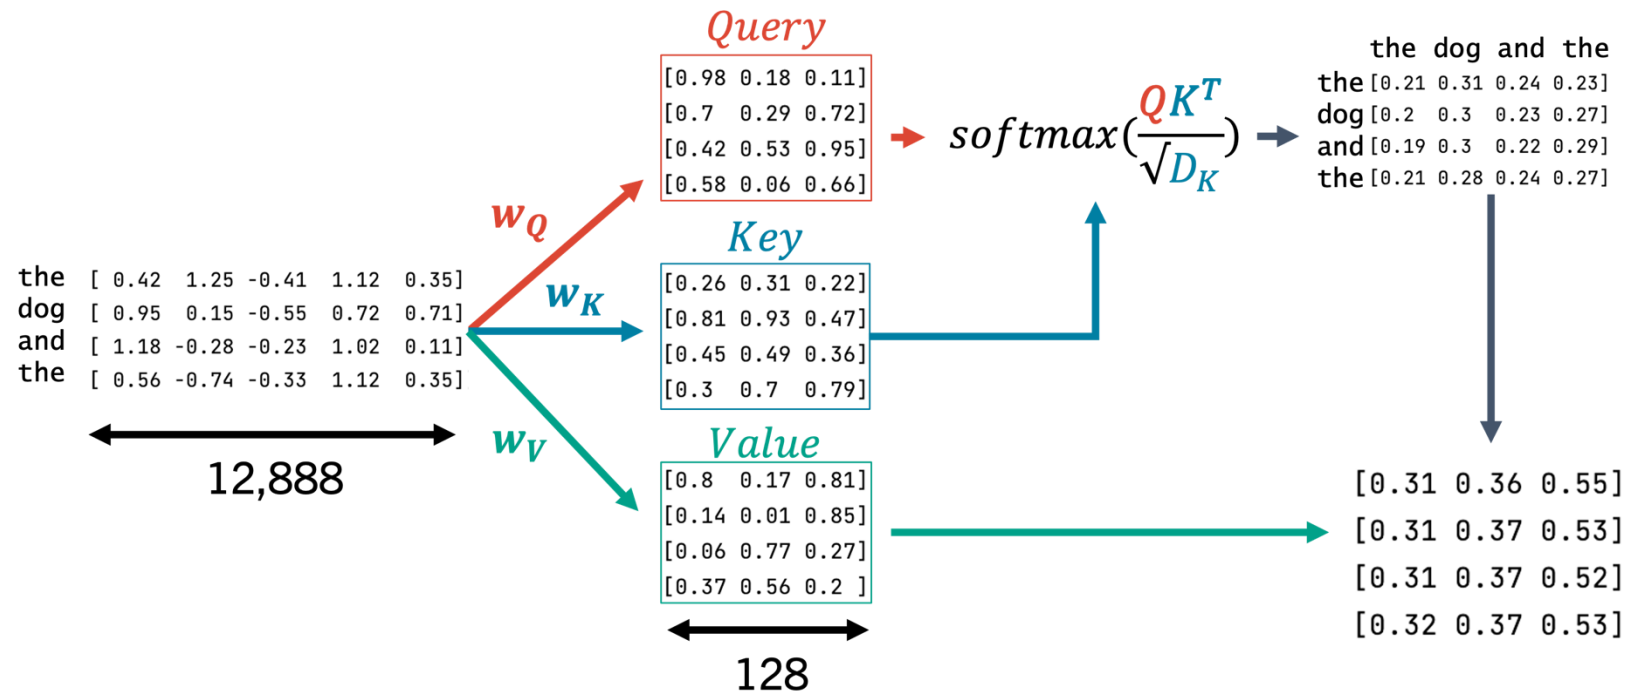 the [ 0.42 1.25 -0.41 1.12 0.35]
dog [ 0.95 0.15 -0.55 0.72 0.71]
and [ 1.18 -0.28 -0.23 1.02 0.11]
the [ 0.56 -0.74 -0.33 1.12 0.35]
12,888
w_Q
w_K
w_V
Query
[0.98 0.18 0.11]
[0.7 0.29 0.72]
[0.42 0.53 0.95]
[0.58 0.06 0.66]
Key
[0.26 0.31 0.22]
[0.81 0.93 0.47]
[0.45 0.49 0.36]
[0.3 0.7 0.79]
Value
[0.8 0.17 0.81]
[0.14 0.01 0.85]
[0.06 0.77 0.27]
[0.37 0.56 0.2 ]
128
softmax(QK^T/√D_K)
the dog and the
the [0.21 0.31 0.24 0.23]
dog [0.2 0.3 0.23 0.27]
and [0.19 0.3 0.22 0.29]
the [0.21 0.28 0.24 0.27]
[0.31 0.36 0.55]
[0.31 0.37 0.53]
[0.31 0.37 0.52]
[0.32 0.37 0.53]